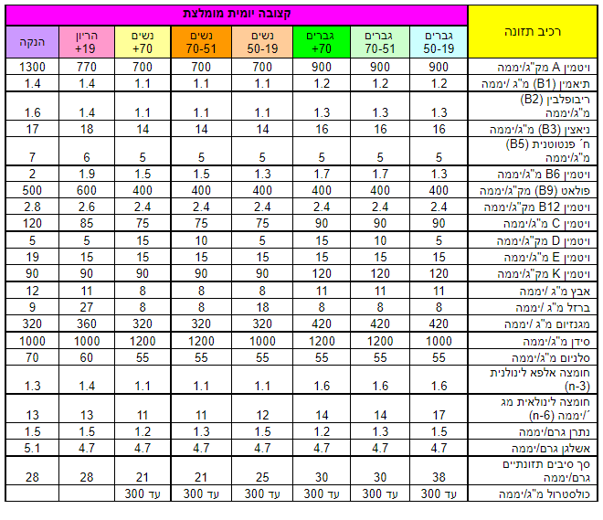 קצובה יומית מומלצת
רכיב תזונה
גברים גברים גברים נשים נשים נשים הריון הנקה
50-19 70-51 70+ 50-19 70-51 70+ 19+
ויטמין A מק"ג/יממה 900 900 900 700 700 700 770 1300
תיאמין (B1) מ"ג /יממה 1.2 1.2 1.2 1.1 1.1 1.1 1.4 1.4
ריבופלבין (B2)
מ"ג/יממה 1.3 1.3 1.3 1.1 1.1 1.1 1.4 1.6
ניאצין (B3) מ"ג/יממה 16 16 16 14 14 14 18 17
ח´ פנטוטנית (B5)
מ"ג/יממה 5 5 5 5 5 5 6 7
ויטמין B6 מ"ג/יממה 1.3 1.7 1.7 1.3 1.5 1.5 1.9 2
פולאט (B9) מק"ג/יממה 400 400 400 400 400 400 600 500
ויטמין B12 מק"ג/יממה 2.4 2.4 2.4 2.4 2.4 2.4 2.6 2.8
ויטמין C מ"ג/יממה 90 90 90 75 75 75 85 120
ויטמין D מק"ג/יממה 5 10 15 5 10 15 5 5
ויטמין E מ"ג/יממה 15 15 15 15 15 15 15 19
ויטמין K מק"ג/יממה 120 120 120 90 90 90 90 90
אבץ מ"ג /יממה 11 11 11 8 8 8 11 12
ברזל מ"ג /יממה 8 8 8 18 8 8 27 9
מגנזיום מ"ג /יממה 420 420 420 320 320 320 360 320
סידן מ"ג/יממה 1000 1200 1200 1000 1200 1200 1000 1000
סלניום מ"ג/יממה 55 55 55 55 55 55 60 70
חומצה אלפא לינולנית
(n-3) 1.6 1.6 1.6 1.1 1.1 1.1 1.4 1.3
חומצה לינולאית מג
´/יממה (n-6) 17 14 14 12 11 11 13 13
נתרן גרם/יממה 1.5 1.3 1.2 1.5 1.3 1.2 1.5 1.5
אשלגן גרם/יממה 4.7 4.7 4.7 4.7 4.7 4.7 4.7 5.1
סך סיבים תזונתיים
גרם/יממה 38 30 30 25 21 21 28 28
כולסטרול מ"ג/יממה עד 300 עד 300 עד 300 עד 300 עד 300 עד 300